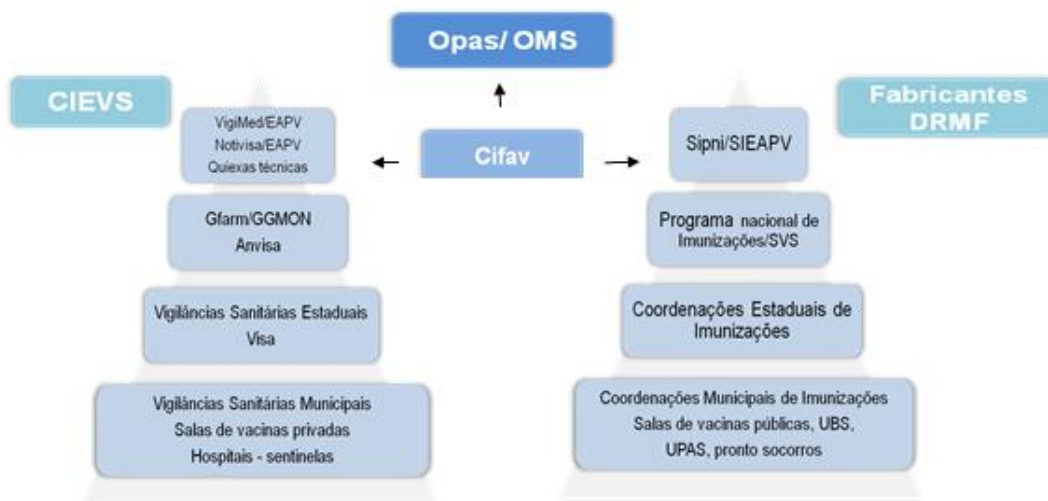 Opas/ OMS
CIEVS
Fabricantes
DRMF
VigiMed/EAPV
Notivisa/EAPV
Quiexas técnicas
Cifav
Sipni/SIEAPV
Gfarm/GGMON
Anvisa
Programa nacional de
Imunizações/SVS
Vigilâncias Sanitárias Estaduais
Visa
Coordenações Estaduais de
Imunizações
Vigilâncias Sanitárias Municipais
Salas de vacinas privadas
Hospitais - sentinelas
Coordenações Municipais de Imunizações
Salas de vacinas públicas, UBS,
UPAS, pronto socorros